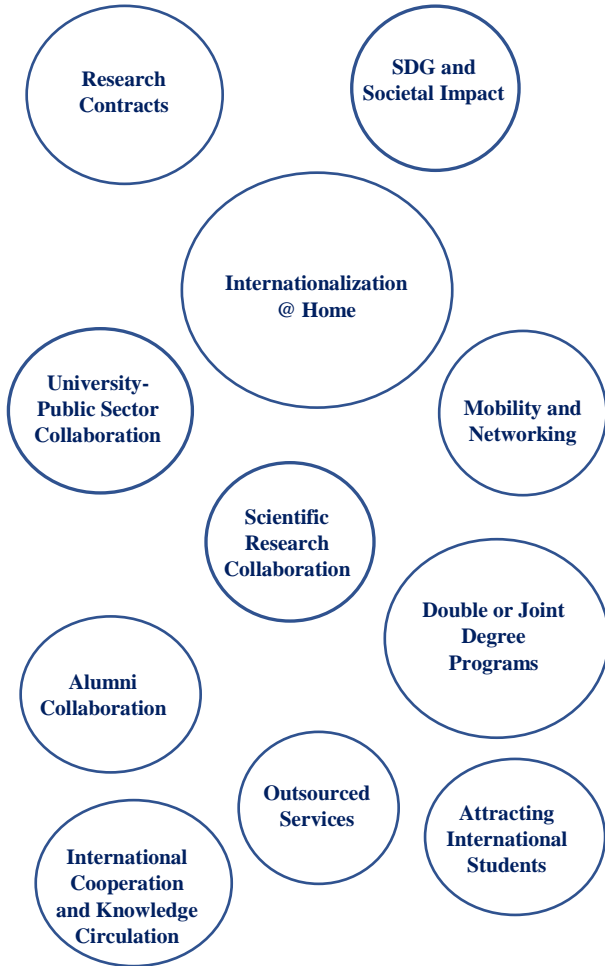 Research
Contracts
SDG and
Societal Impact
Internationalization
@ Home
University-
Public Sector
Collaboration
Mobility and
Networking
Scientific
Research
Collaboration
Double or Joint
Degree
Programs
Alumni
Collaboration
Outsourced
Services
Attracting
International
Students
International
Cooperation
and Knowledge
Circulation